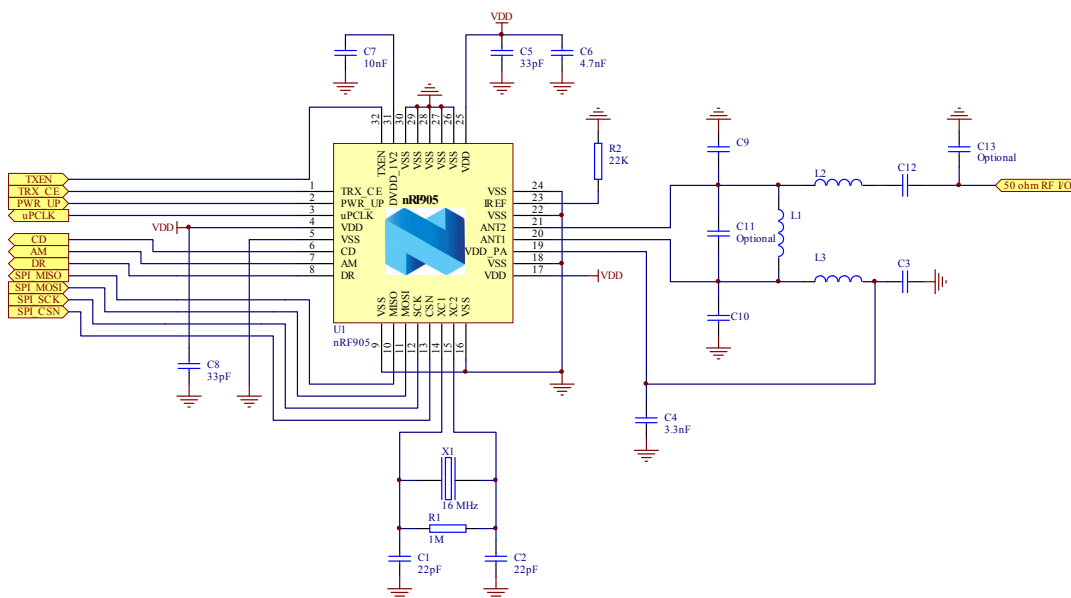 VDD
C7
10nF
C5
33pF
C6
4.7nF
32
31
30
29
28
27
26
25
TXEN
DVDD_1V2
VSS
VSS
VSS
VSS
VSS
VDD
R2
22K
C9
C13
Optional
TXEN
TRX_CE
PWR_UP
uPCLK
CD
AM
DR
SPI_MISO
SPI_MOSI
SPI_SCK
SPI_CSN
VDD
1
2
3
4
5
6
7
8
TRX_CE
PWR_UP
uPCLK
VDD
VSS
CD
AM
DR
nRF905
VSS
IREF
VSS
ANT2
ANT1
VDD_PA
VSS
VDD
24
23
22
21
20
19
18
17
VDD
L2
C12
50 ohm RF I/O
C11
Optional
L1
L3
C3
C10
VSS
MISO
MOSI
SCK
CSN
XC1
XC2
VSS
9
10
11
12
13
14
15
16
U1
nRF905
C8
33pF
C4
3.3nF
X1
16 MHz
R1
1M
C1
22pF
C2
22pF